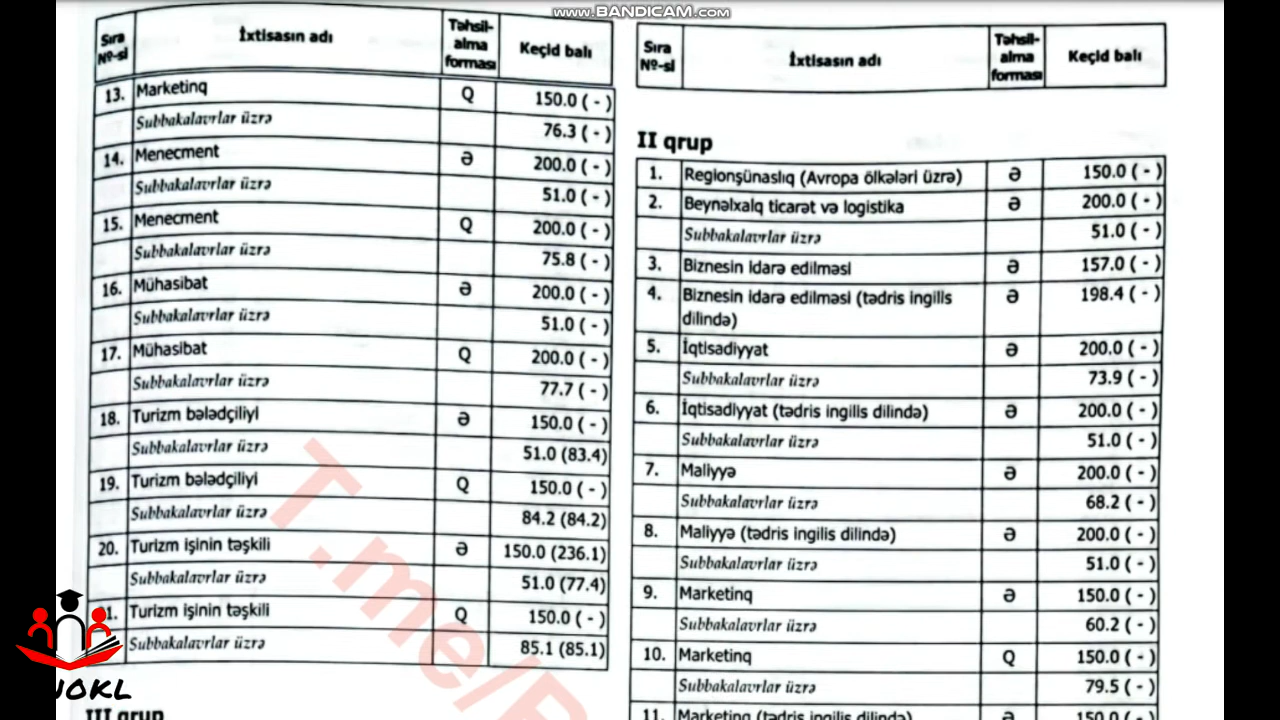 www.BANDICAM.com
Sıra №-si İxtisasın adı Təhsil-alma forması Keçid balı
13. Marketinq Q 150.0 ( - )
Subbakalavrlar üzrə 76.3 ( - )
14. Menecment Ə 200.0 ( - )
Subbakalavrlar üzrə 51.0 ( - )
15. Menecment Q 200.0 ( - )
Subbakalavrlar üzrə 75.8 ( - )
16. Mühasibat Ə 200.0 ( - )
Subbakalavrlar üzrə 51.0 ( - )
17. Mühasibat Q 200.0 ( - )
Subbakalavrlar üzrə 77.7 ( - )
18. Turizm bələdçiliyi Ə 150.0 ( - )
Subbakalavrlar üzrə 51.0 (83.4)
19. Turizm bələdçiliyi Q 150.0 ( - )
Subbakalavrlar üzrə 84.2 (84.2)
20. Turizm işinin təşkili Ə 150.0 (236.1)
Subbakalavrlar üzrə 51.0 (77.4)
1. Turizm işinin təşkili Q 150.0 ( - )
Subbakalavrlar üzrə 85.1 (85.1)
III qrup
Sıra №-si İxtisasın adı Təhsil-alma forması Keçid balı
II qrup
1. Regionşünaslıq (Avropa ölkələri üzrə) Ə 150.0 ( - )
2. Beynəlxalq ticarət və logistika Ə 200.0 ( - )
Subbakalavrlar üzrə 51.0 ( - )
3. Biznesin idarə edilməsi Ə 157.0 ( - )
4. Biznesin idarə edilməsi (tədris ingilis Ə 198.4 ( - )
dilində)
5. İqtisadiyyat Ə 200.0 ( - )
Subbakalavrlar üzrə 73.9 ( - )
6. İqtisadiyyat (tədris ingilis dilində) Ə 200.0 ( - )
Subbakalavrlar üzrə 51.0 ( - )
7. Maliyyə Ə 200.0 ( - )
Subbakalavrlar üzrə 68.2 ( - )
8. Maliyyə (tədris ingilis dilində) Ə 200.0 ( - )
Subbakalavrlar üzrə 51.0 ( - )
9. Marketinq Ə 150.0 ( - )
Subbakalavrlar üzrə 60.2 ( - )
10. Marketinq Q 150.0 ( - )
Subbakalavrlar üzrə 79.5 ( - )
11. Marketinq (tədris ingilis dilində) Ə 150.0 ( - )
T.me/